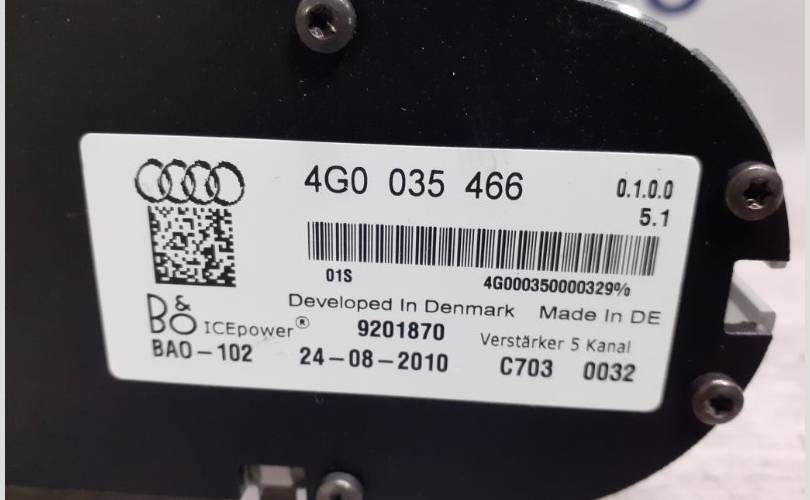 4G0 035 466
0.1.0.0
5.1
01S
4G000350000329%
Developed In Denmark Made In DE
B&O ICEpower®
9201870
Verstärker 5 Kanal
BAO-102
24-08-2010
C703 0032